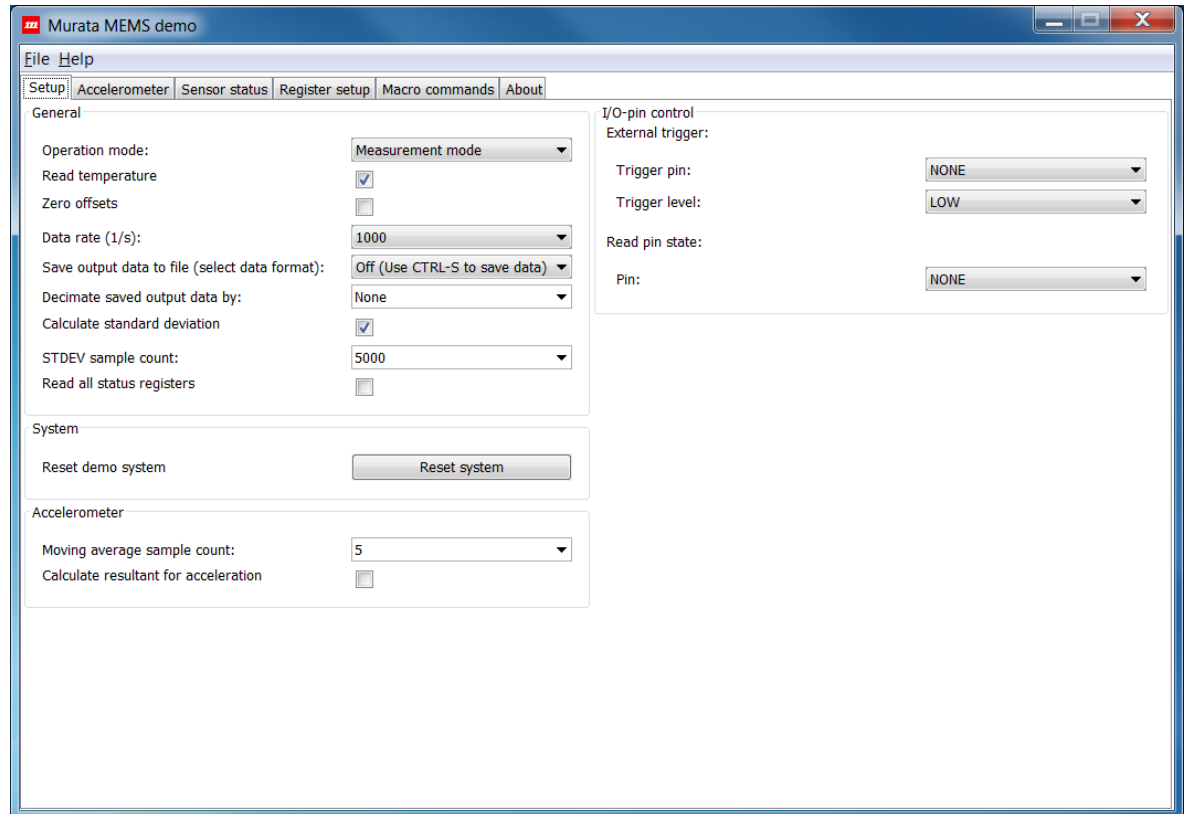 m Murata MEMS demo
File Help
Setup Accelerometer Sensor status Register setup Macro commands About
General
Operation mode: Measurement mode
Read temperature
Zero offsets
Data rate (1/s): 1000
Save output data to file (select data format): Off (Use CTRL-S to save data)
Decimate saved output data by: None
Calculate standard deviation
STDEV sample count: 5000
Read all status registers
System
Reset demo system Reset system
Accelerometer
Moving average sample count: 5
Calculate resultant for acceleration
I/O-pin control
External trigger:
Trigger pin: NONE
Trigger level: LOW
Read pin state:
Pin: NONE